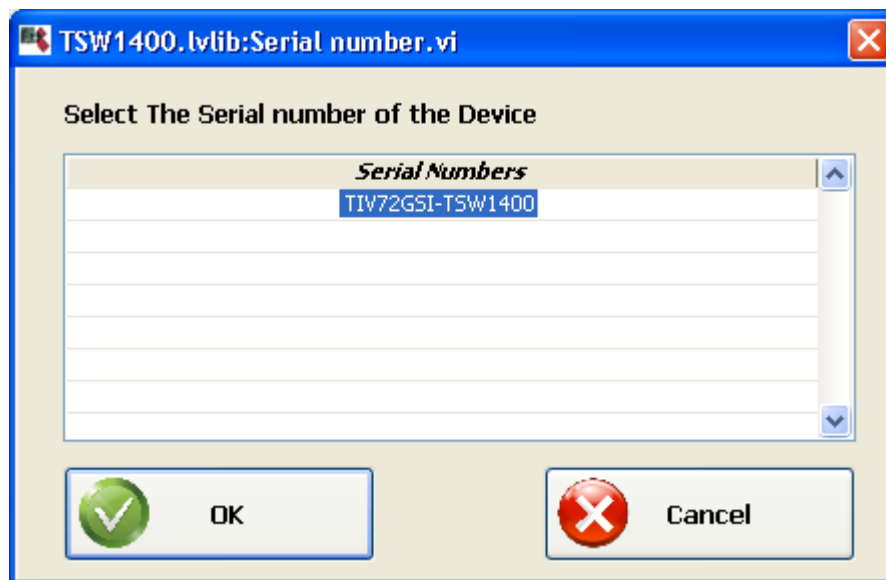 TSW1400.lvlib:Serial number.vi
Select The Serial number of the Device
Serial Numbers
TIV72GSI-TSW1400
OK
Cancel